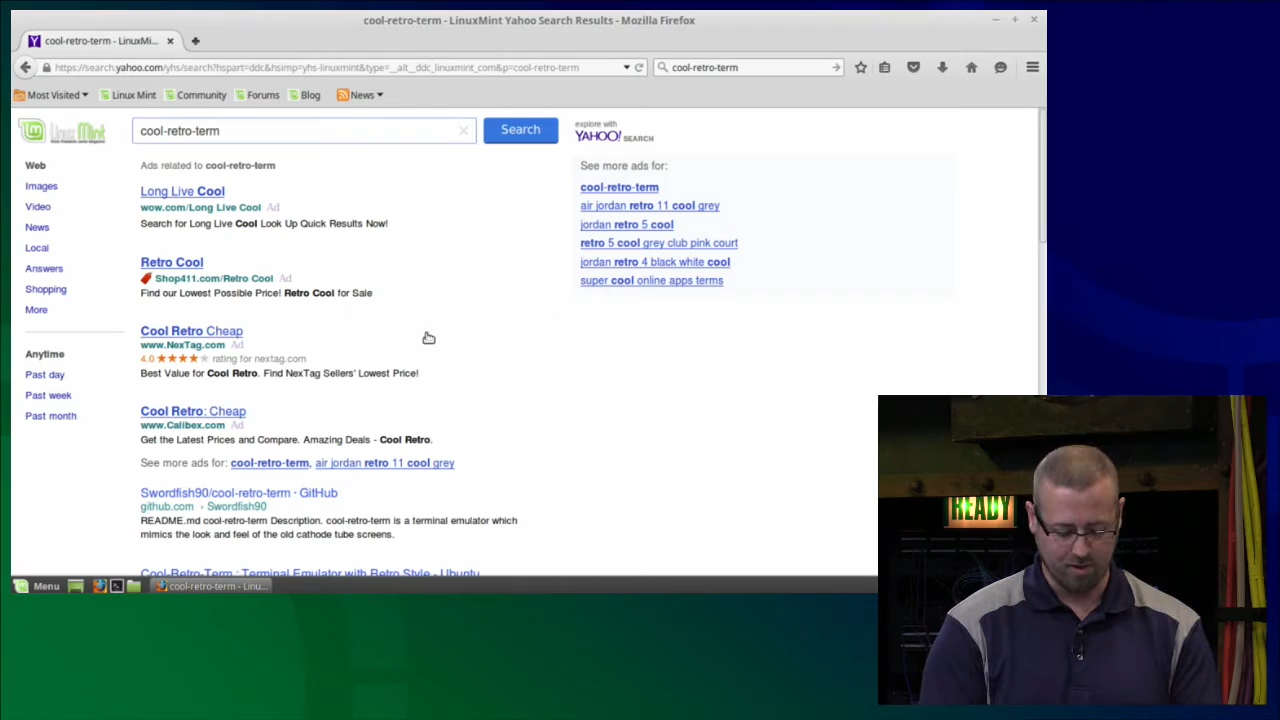 cool-retro-term - LinuxMint Yahoo Search Results - Mozilla Firefox
cool-retro-term - LinuxMi...
https://search.yahoo.com/yhs/search?hspart=ddc&hsimp=yhs-linuxmint&type=__alt__ddc_linuxmint_com&p=cool-retro-term
cool-retro-term
Most Visited
Linux Mint
Community
Forums
Blog
News
Linux Mint
cool-retro-term
Search
explore with
YAHOO! SEARCH
Web
Images
Video
News
Local
Answers
Shopping
More
Anytime
Past day
Past week
Past month
Ads related to cool-retro-term
Long Live Cool
wow.com/Long Live Cool Ad
Search for Long Live Cool Look Up Quick Results Now!
Retro Cool
Shop411.com/Retro Cool Ad
Find our Lowest Possible Price! Retro Cool for Sale
Cool Retro Cheap
www.NexTag.com Ad
4.0 rating for nextag.com
Best Value for Cool Retro. Find NexTag Sellers' Lowest Price!
Cool Retro: Cheap
www.Calibex.com Ad
Get the Latest Prices and Compare. Amazing Deals - Cool Retro.
See more ads for: cool-retro-term, air jordan retro 11 cool grey
Swordfish90/cool-retro-term · GitHub
github.com › Swordfish90
README.md cool-retro-term Description. cool-retro-term is a terminal emulator which
mimics the look and feel of the old cathode tube screens.
Cool-Retro-Term : Terminal Emulator with Retro Style - Ubuntu
See more ads for:
cool-retro-term
air jordan retro 11 cool grey
jordan retro 5 cool
retro 5 cool grey club pink court
jordan retro 4 black white cool
super cool online apps terms
Menu
cool-retro-term - Linu...
READY